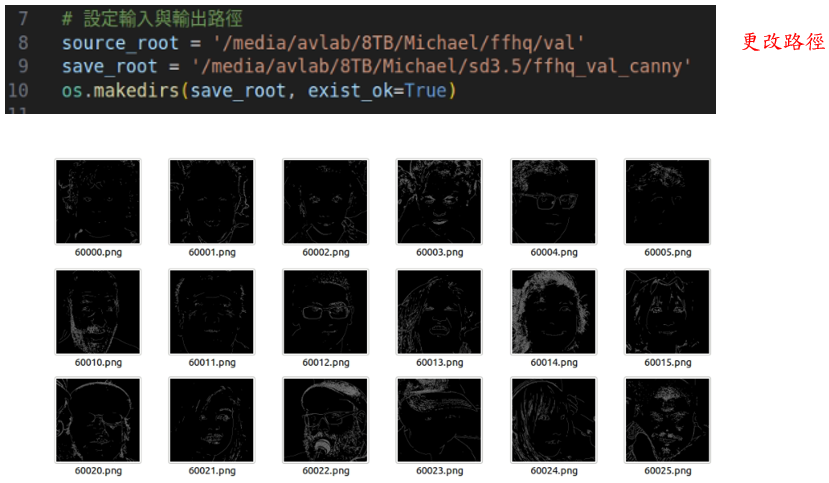 7 # 設定輸入與輸出路徑
8 source_root = '/media/avlab/8TB/Michael/ffhq/val'
9 save_root = '/media/avlab/8TB/Michael/sd3.5/ffhq_val_canny'
10 os.makedirs(save_root, exist_ok=True)
11
更改路徑
60000.png 60001.png 60002.png 60003.png 60004.png 60005.png
60010.png 60011.png 60012.png 60013.png 60014.png 60015.png
60020.png 60021.png 60022.png 60023.png 60024.png 60025.png